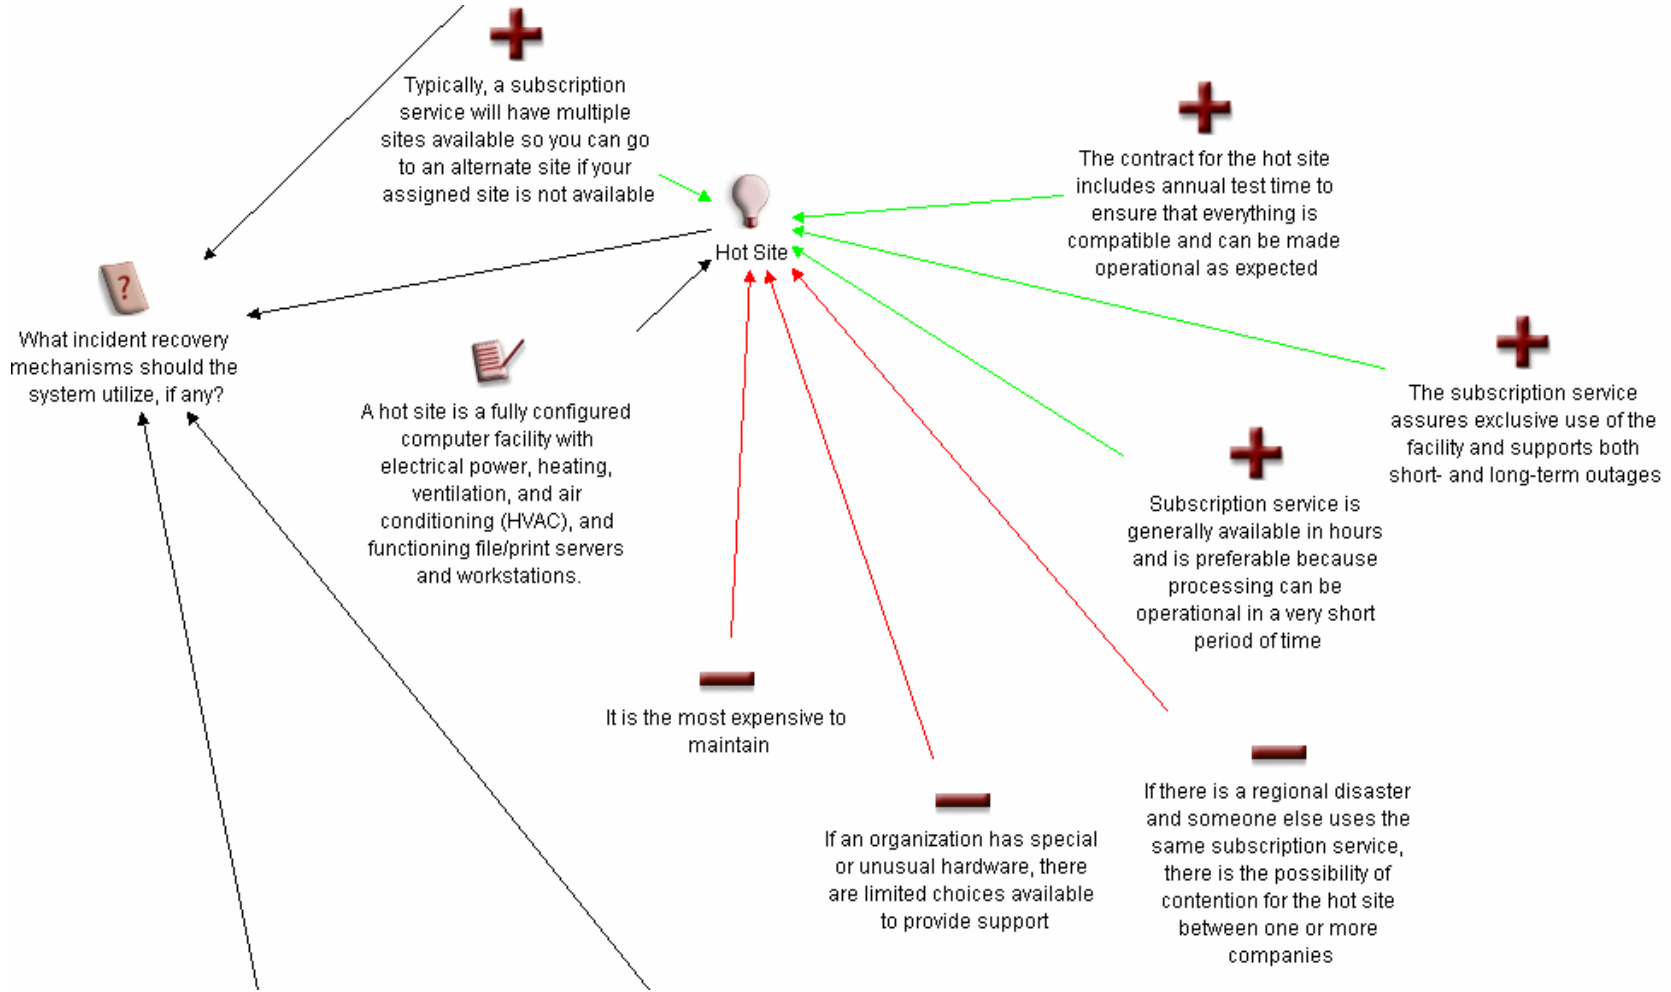 Typically, a subscription
service will have multiple
sites available so you can go
to an alternate site if your
assigned site is not available
The contract for the hot site
includes annual test time to
ensure that everything is
compatible and can be made
operational as expected
Hot Site
?
What incident recovery
mechanisms should the
system utilize, if any?
A hot site is a fully configured
computer facility with
electrical power, heating,
ventilation, and air
conditioning (HVAC), and
functioning file/print servers
and workstations.
The subscription service
assures exclusive use of the
facility and supports both
short- and long-term outages
Subscription service is
generally available in hours
and is preferable because
processing can be
operational in a very short
period of time
It is the most expensive to
maintain
If an organization has special
or unusual hardware, there
are limited choices available
to provide support
If there is a regional disaster
and someone else uses the
same subscription service,
there is the possibility of
contention for the hot site
between one or more
companies